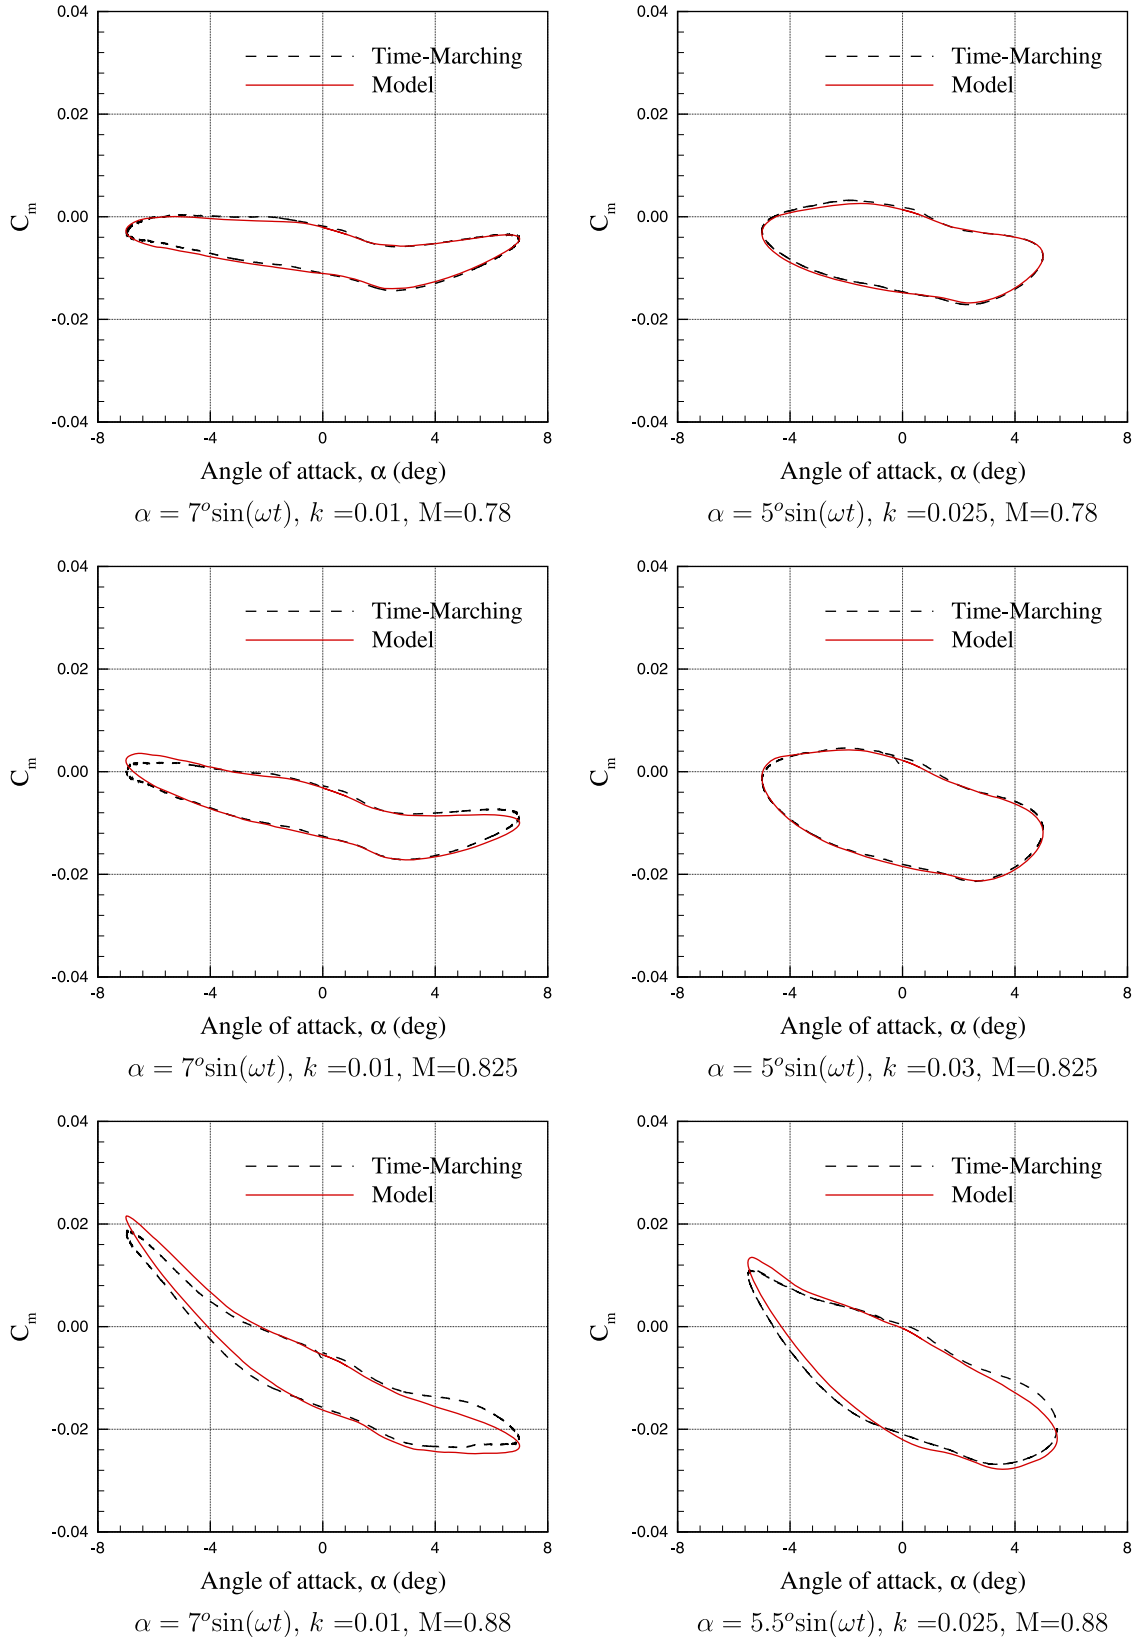 0.04
0.02
0.00
-0.02
-0.04
C_m
Time-Marching
Model
-8 -4 0 4 8
Angle of attack, α (deg)
α = 7°sin(ωt), k =0.01, M=0.78
0.04
0.02
0.00
-0.02
-0.04
C_m
Time-Marching
Model
-8 -4 0 4 8
Angle of attack, α (deg)
α = 5°sin(ωt), k =0.025, M=0.78
0.04
0.02
0.00
-0.02
-0.04
C_m
Time-Marching
Model
-8 -4 0 4 8
Angle of attack, α (deg)
α = 7°sin(ωt), k =0.01, M=0.825
0.04
0.02
0.00
-0.02
-0.04
C_m
Time-Marching
Model
-8 -4 0 4 8
Angle of attack, α (deg)
α = 5°sin(ωt), k =0.03, M=0.825
0.04
0.02
0.00
-0.02
-0.04
C_m
Time-Marching
Model
-8 -4 0 4 8
Angle of attack, α (deg)
α = 7°sin(ωt), k =0.01, M=0.88
0.04
0.02
0.00
-0.02
-0.04
C_m
Time-Marching
Model
-8 -4 0 4 8
Angle of attack, α (deg)
α = 5.5°sin(ωt), k =0.025, M=0.88